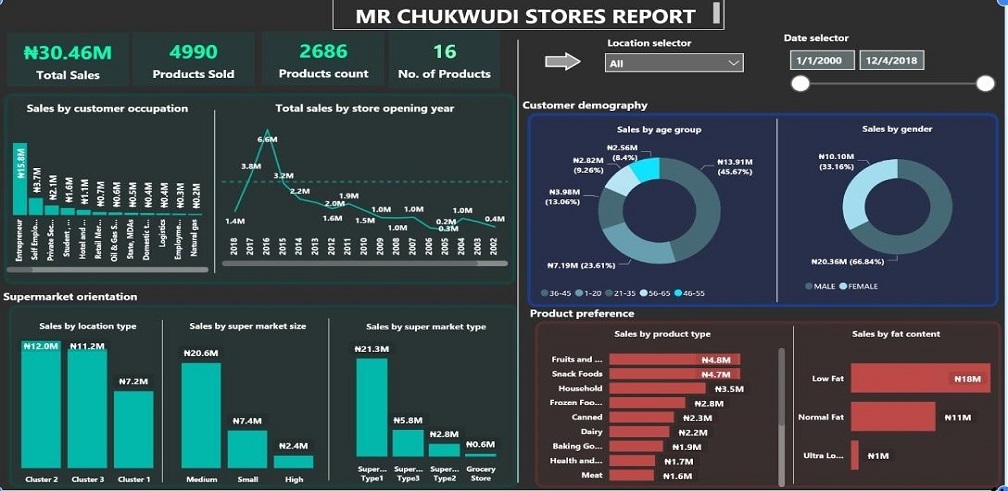 MR CHUKWUDI STORES REPORT
₦30.46M
Total Sales
4990
Products Sold
2686
Products count
16
No. of Products
Location selector
All
Date selector
1/1/2000
12/4/2018
Sales by customer occupation
₦15.8M
₦3.7M
₦2.1M
₦1.6M
₦1.1M
₦0.7M
₦0.6M
₦0.5M
₦0.4M
₦0.4M
₦0.3M
₦0.2M
Entrepreneur
Self Emplo...
Private Sec...
Student , ...
Hotel and ...
Retail Mer...
Oil & Gas S...
State, MDAs
Domestic t...
Logistics
Employme...
Natural gas
Total sales by store opening year
1.4M
3.8M
6.6M
3.2M
2.2M
2.0M
1.6M
1.9M
1.5M
1.0M
1.0M
1.0M
0.2M
0.3M
1.0M
0.4M
2018
2017
2016
2015
2014
2013
2012
2011
2010
2009
2008
2007
2006
2005
2004
2003
2002
Customer demography
Sales by age group
₦13.91M
(45.67%)
₦7.19M (23.61%)
₦3.98M
(13.06%)
₦2.82M
(9.26%)
₦2.56M
(8.4%)
36-45
1-20
21-35
56-65
46-55
Sales by gender
₦10.10M
(33.16%)
₦20.36M (66.84%)
MALE
FEMALE
Supermarket orientation
Sales by location type
₦12.0M
₦11.2M
₦7.2M
Cluster 2
Cluster 3
Cluster 1
Sales by super market size
₦20.6M
₦7.4M
₦2.4M
Medium
Small
High
Sales by super market type
₦21.3M
₦5.8M
₦2.8M
₦0.6M
Super...
Type1
Super...
Type3
Super...
Type2
Grocery
Store
Product preference
Sales by product type
Fruits and ... ₦4.8M
Snack Foods ₦4.7M
Household ₦3.5M
Frozen Foo... ₦2.8M
Canned ₦2.3M
Dairy ₦2.2M
Baking Go... ₦1.9M
Health and... ₦1.7M
Meat ₦1.6M
Sales by fat content
Low Fat ₦18M
Normal Fat ₦11M
Ultra Lo... ₦1M